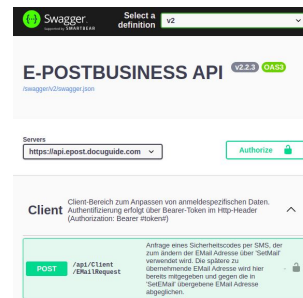 Swagger.
supported by SMARTBEAR
Select a definition
v2
E-POSTBUSINESS API
v2.2.3
OAS3
/swagger/v2/swagger.json
Servers
https://api.epost.docuguide.com
Authorize
Client
Client-Bereich zum Anpassen von anmeldespezifischen Daten.
Authentifizierung erfolgt über Bearer-Token im Http-Header
(Authorization: Bearer #token#)
POST
/api/Client
/EMailRequest
Anfrage eines Sicherheitscodes per SMS, der
zum ändern der EMail Adresse über 'SetMail'
verwendet wird. Die spätere zu
übernehmende EMail Adresse wird hier
bereits mitgegeben und gegen die in
'SetEMail' übergebene EMail Adresse
abgeglichen.